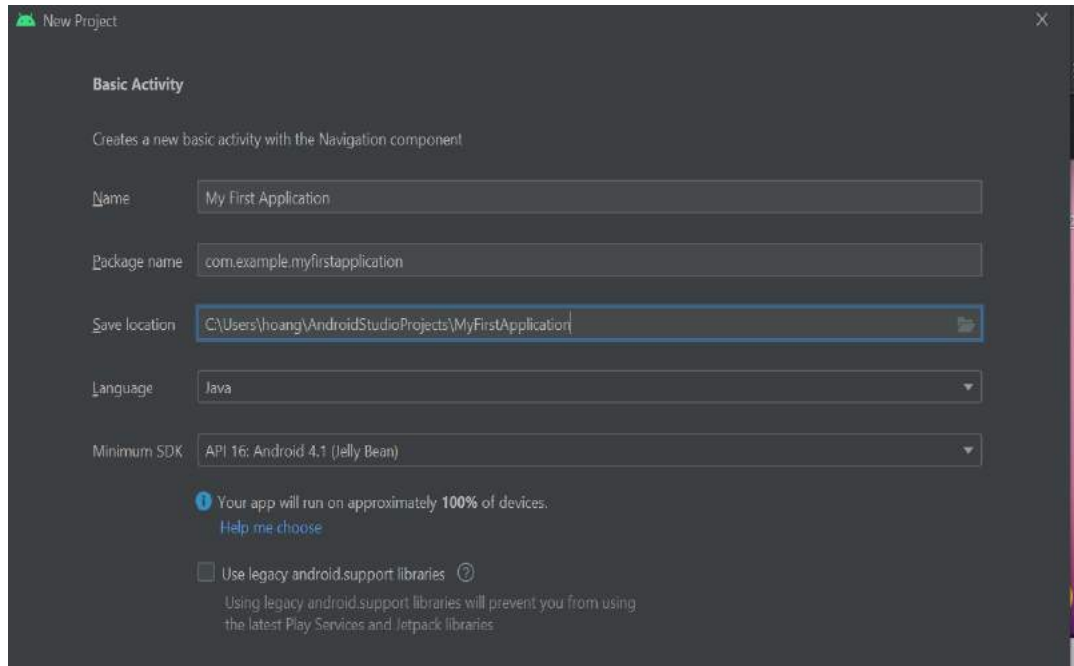 New Project
Basic Activity
Creates a new basic activity with the Navigation component
Name My First Application
Package name com.example.myfirstapplication
Save location C:\Users\hoang\AndroidStudioProjects\MyFirstApplication
Language Java
Minimum SDK API 16: Android 4.1 (Jelly Bean)
Your app will run on approximately 100% of devices.
Help me choose
Use legacy android.support libraries
Using legacy android.support libraries will prevent you from using
the latest Play Services and Jetpack libraries